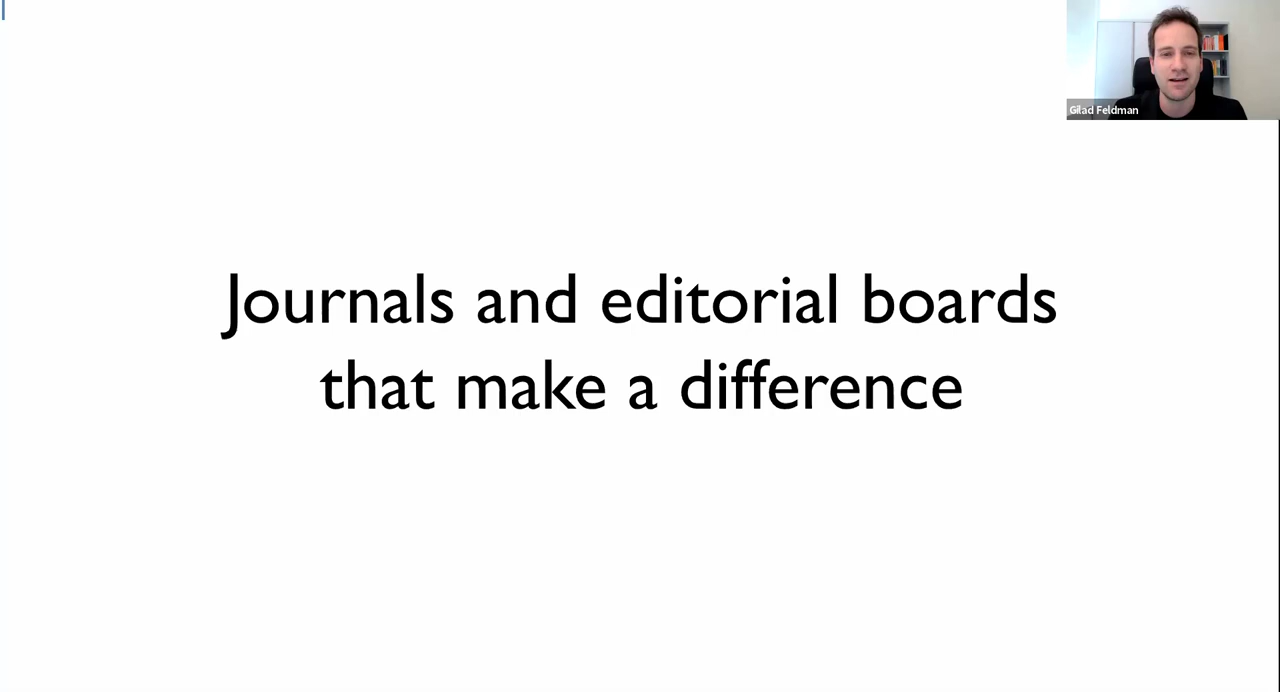 Gilad Feldman
Journals and editorial boards
that make a difference